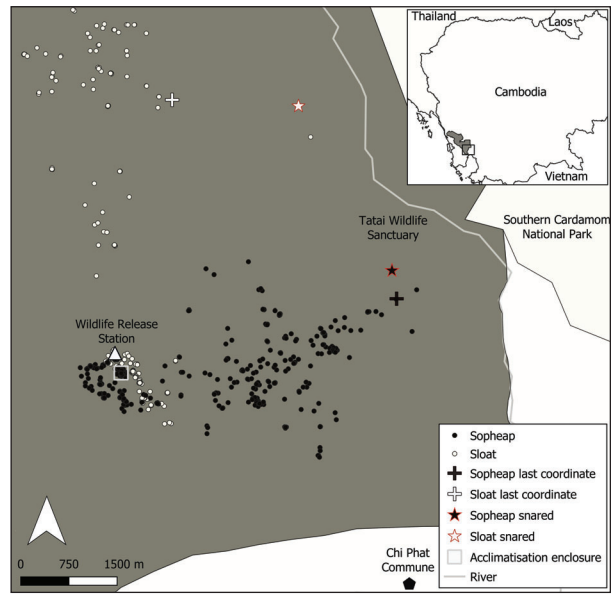 Thailand
Laos
Cambodia
Vietnam
Tatai Wildlife
Sanctuary
Southern Cardamom
National Park
Wildlife Release
Station
Sopheap
Sloat
Sopheap last coordinate
Sloat last coordinate
Sopheap snared
Sloat snared
Acclimatisation enclosure
River
Chi Phat
Commune
0 750 1500 m